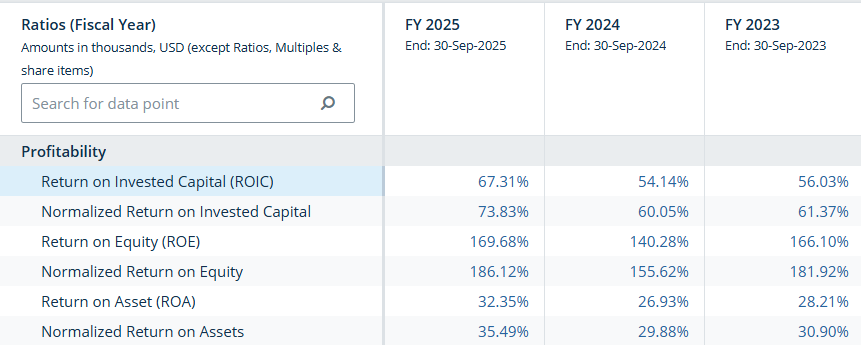 Ratios (Fiscal Year) FY 2025 FY 2024 FY 2023
Amounts in thousands, USD (except Ratios, Multiples & End: 30-Sep-2025 End: 30-Sep-2024 End: 30-Sep-2023
share items)
Search for data point
Profitability
Return on Invested Capital (ROIC) 67.31% 54.14% 56.03%
Normalized Return on Invested Capital 73.83% 60.05% 61.37%
Return on Equity (ROE) 169.68% 140.28% 166.10%
Normalized Return on Equity 186.12% 155.62% 181.92%
Return on Asset (ROA) 32.35% 26.93% 28.21%
Normalized Return on Assets 35.49% 29.88% 30.90%